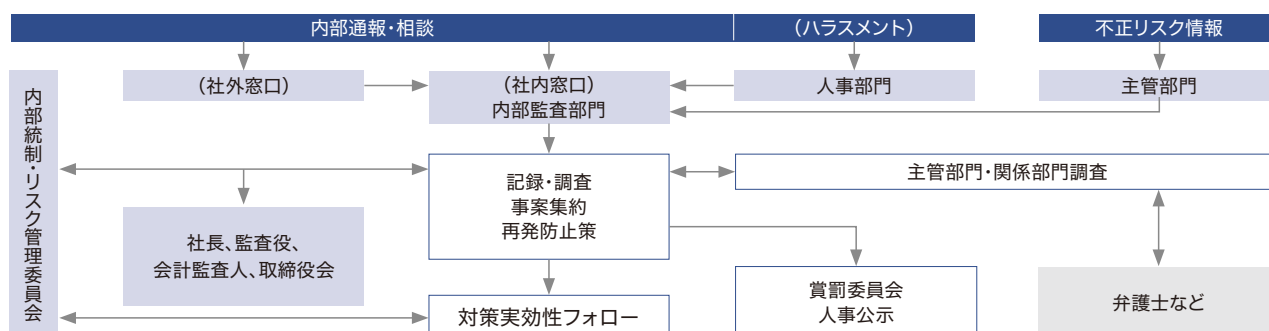 内部通報・相談
（ハラスメント）
不正リスク情報
（社外窓口）
（社内窓口）
内部監査部門
人事部門
主管部門
内部統制・リスク管理委員会
記録・調査
事案集約
再発防止策
主管部門・関係部門調査
社長、監査役、
会計監査人、取締役会
賞罰委員会
人事公示
弁護士など
対策実効性フォロー